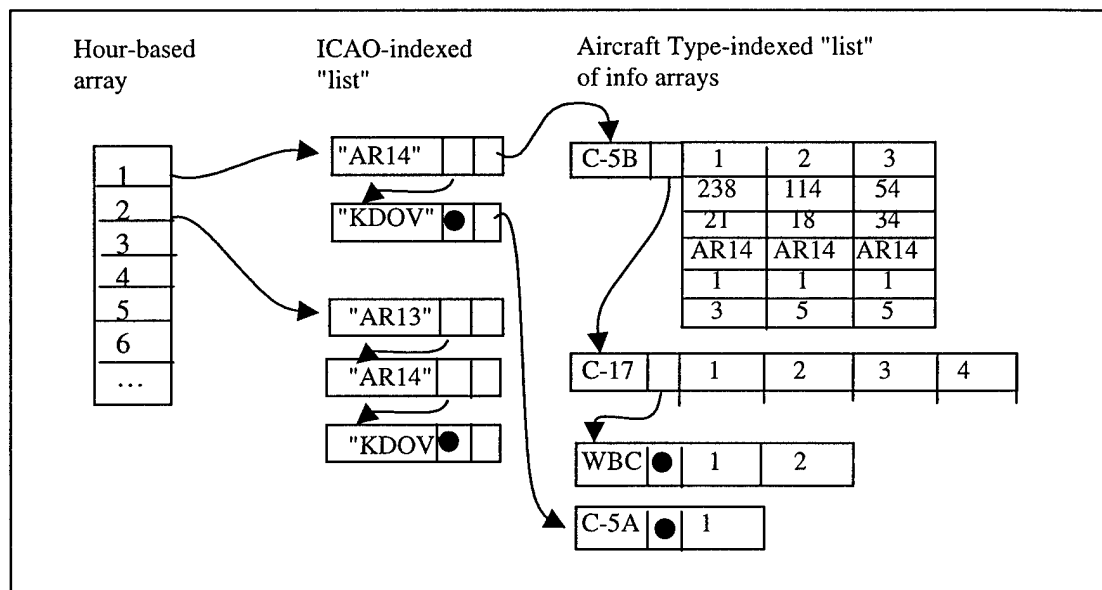 Hour-based
array
ICAO-indexed
"list"
Aircraft Type-indexed "list"
of info arrays
1
2
3
4
5
6
...
"AR14"
"KDOV"
"AR13"
"AR14"
"KDOV
C-5B 1 2 3
238 114 54
21 18 34
AR14 AR14 AR14
1 1 1
3 5 5
C-17 1 2 3 4
WBC 1 2
C-5A 1